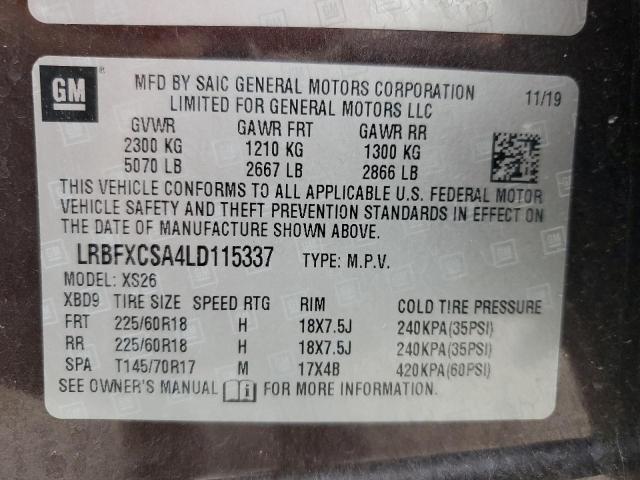 GM
MFD BY SAIC GENERAL MOTORS CORPORATION
LIMITED FOR GENERAL MOTORS LLC
11/19
GVWR GAWR FRT GAWR RR
2300 KG 1210 KG 1300 KG
5070 LB 2667 LB 2866 LB
THIS VEHICLE CONFORMS TO ALL APPLICABLE U.S. FEDERAL MOTOR
VEHICLE SAFETY AND THEFT PREVENTION STANDARDS IN EFFECT ON
THE DATE OF MANUFACTURE SHOWN ABOVE.
LRBFXCSA4LD115337 TYPE: M.P.V.
MODEL: XS26
XBD9 TIRE SIZE SPEED RTG RIM COLD TIRE PRESSURE
FRT 225/60R18 H 18X7.5J 240KPA(35PSI)
RR 225/60R18 H 18X7.5J 240KPA(35PSI)
SPA T145/70R17 M 17X4B 420KPA(60PSI)
SEE OWNER'S MANUAL i FOR MORE INFORMATION.